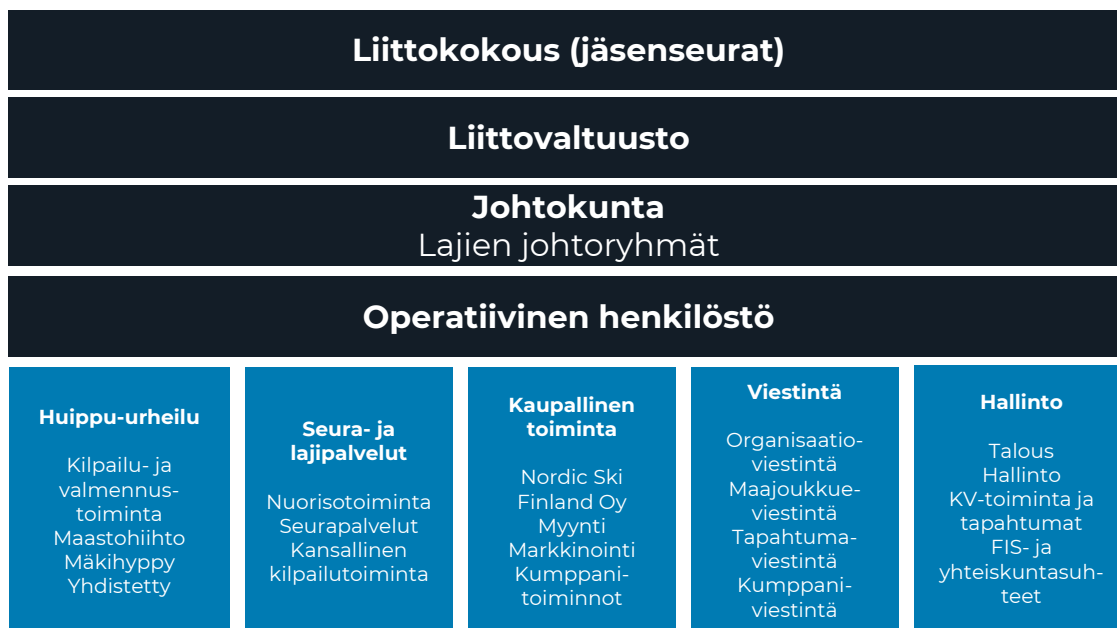 Liittokokous (jäsenseurat)
Liittovaltuusto
Johtokunta
Lajien johtoryhmät
Operatiivinen henkilöstö
Huippu-urheilu
Kilpailu- ja
valmennus-
toiminta
Maastohiihto
Mäkihyppy
Yhdistetty
Seura- ja
lajipalvelut
Nuorisotoiminta
Seurapalvelut
Kansallinen
kilpailutoiminta
Kaupallinen
toiminta
Nordic Ski
Finland Oy
Myynti
Markkinointi
Kumppani-
toiminnot
Viestintä
Organisaatio-
viestintä
Maajoukkue-
viestintä
Tapahtuma-
viestintä
Kumppani-
viestintä
Hallinto
Talous
Hallinto
KV-toiminta ja
tapahtumat
FIS- ja
yhteiskuntasuh-
teet